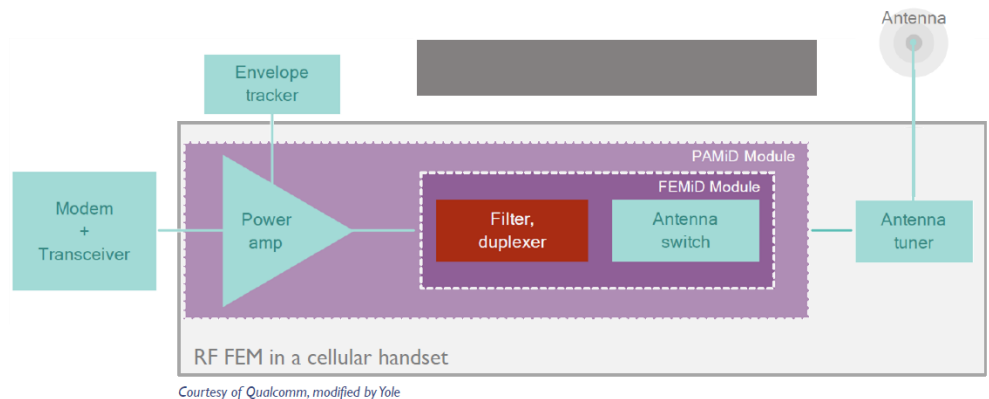 Antenna
Envelope
tracker
PAMiD Module
FEMiD Module
Modem
+
Transceiver
Power
amp
Filter,
duplexer
Antenna
switch
Antenna
tuner
RF FEM in a cellular handset
Courtesy of Qualcomm, modified by Yole